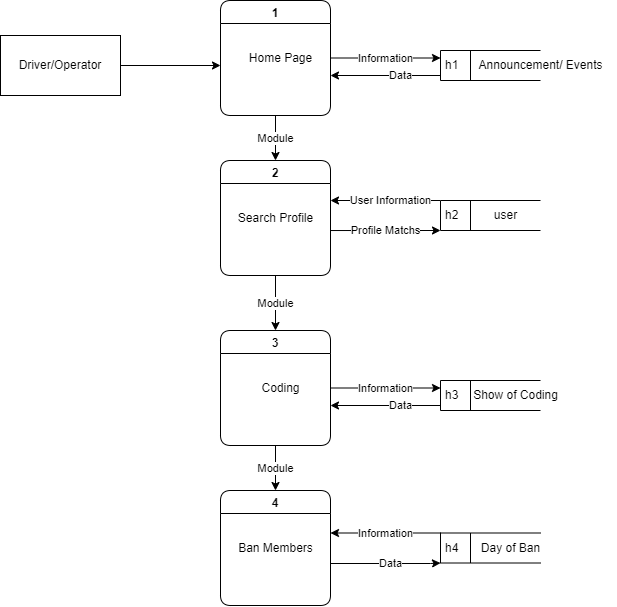 1
Home Page
Driver/Operator
Information
Data
h1
Announcement/ Events
Module
2
Search Profile
User Information
Profile Matchs
h2
user
Module
3
Coding
Information
Data
h3
Show of Coding
Module
4
Ban Members
Information
Data
h4
Day of Ban